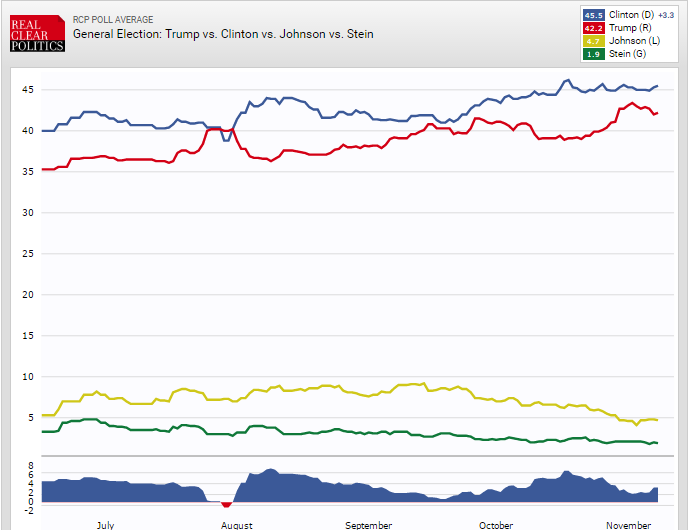 REAL
CLEAR
POLITICS
RCP POLL AVERAGE
General Election: Trump vs. Clinton vs. Johnson vs. Stein
45.5 Clinton (D) +3.3
42.2 Trump (R)
4.7 Johnson (L)
1.9 Stein (G)
45
40
35
30
25
20
15
10
5
8
6
4
2
0
-2
July August September October November